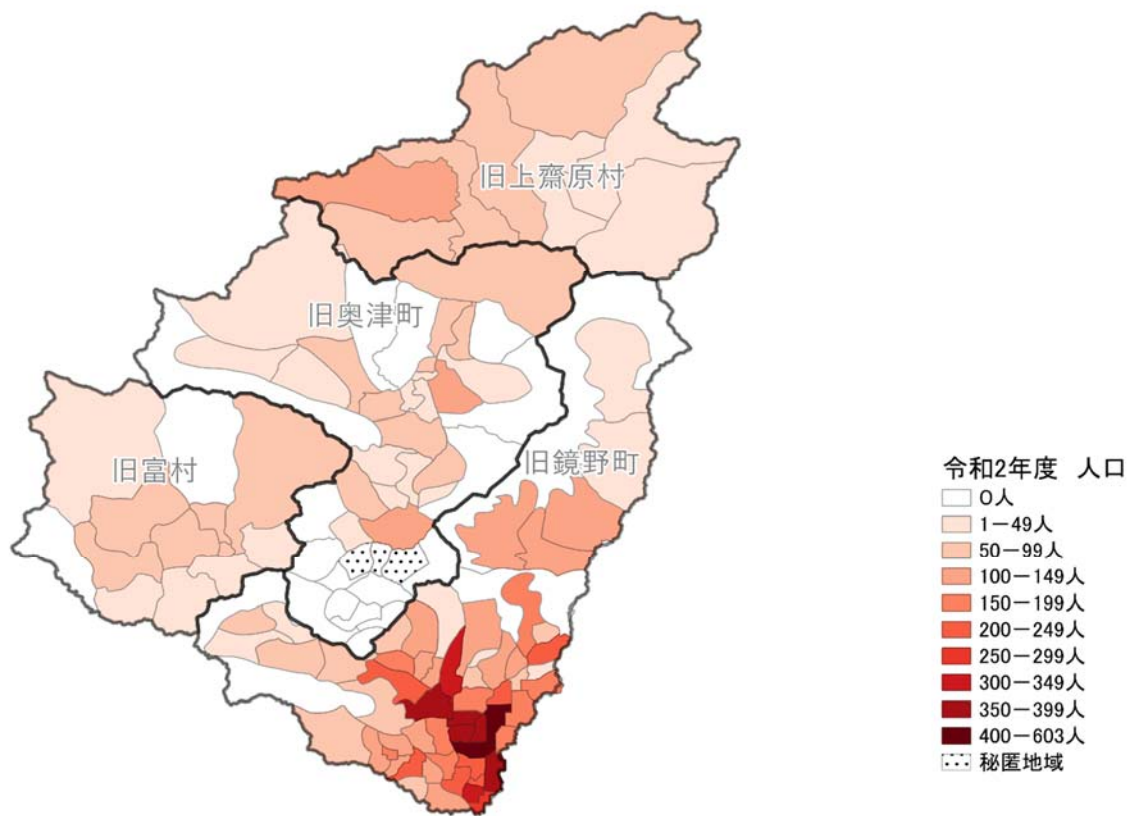 旧上齋原村
旧奥津町
旧富村
旧鏡野町
令和2年度 人口
0人
1－49人
50－99人
100－149人
150－199人
200－249人
250－299人
300－349人
350－399人
400－603人
秘匿地域